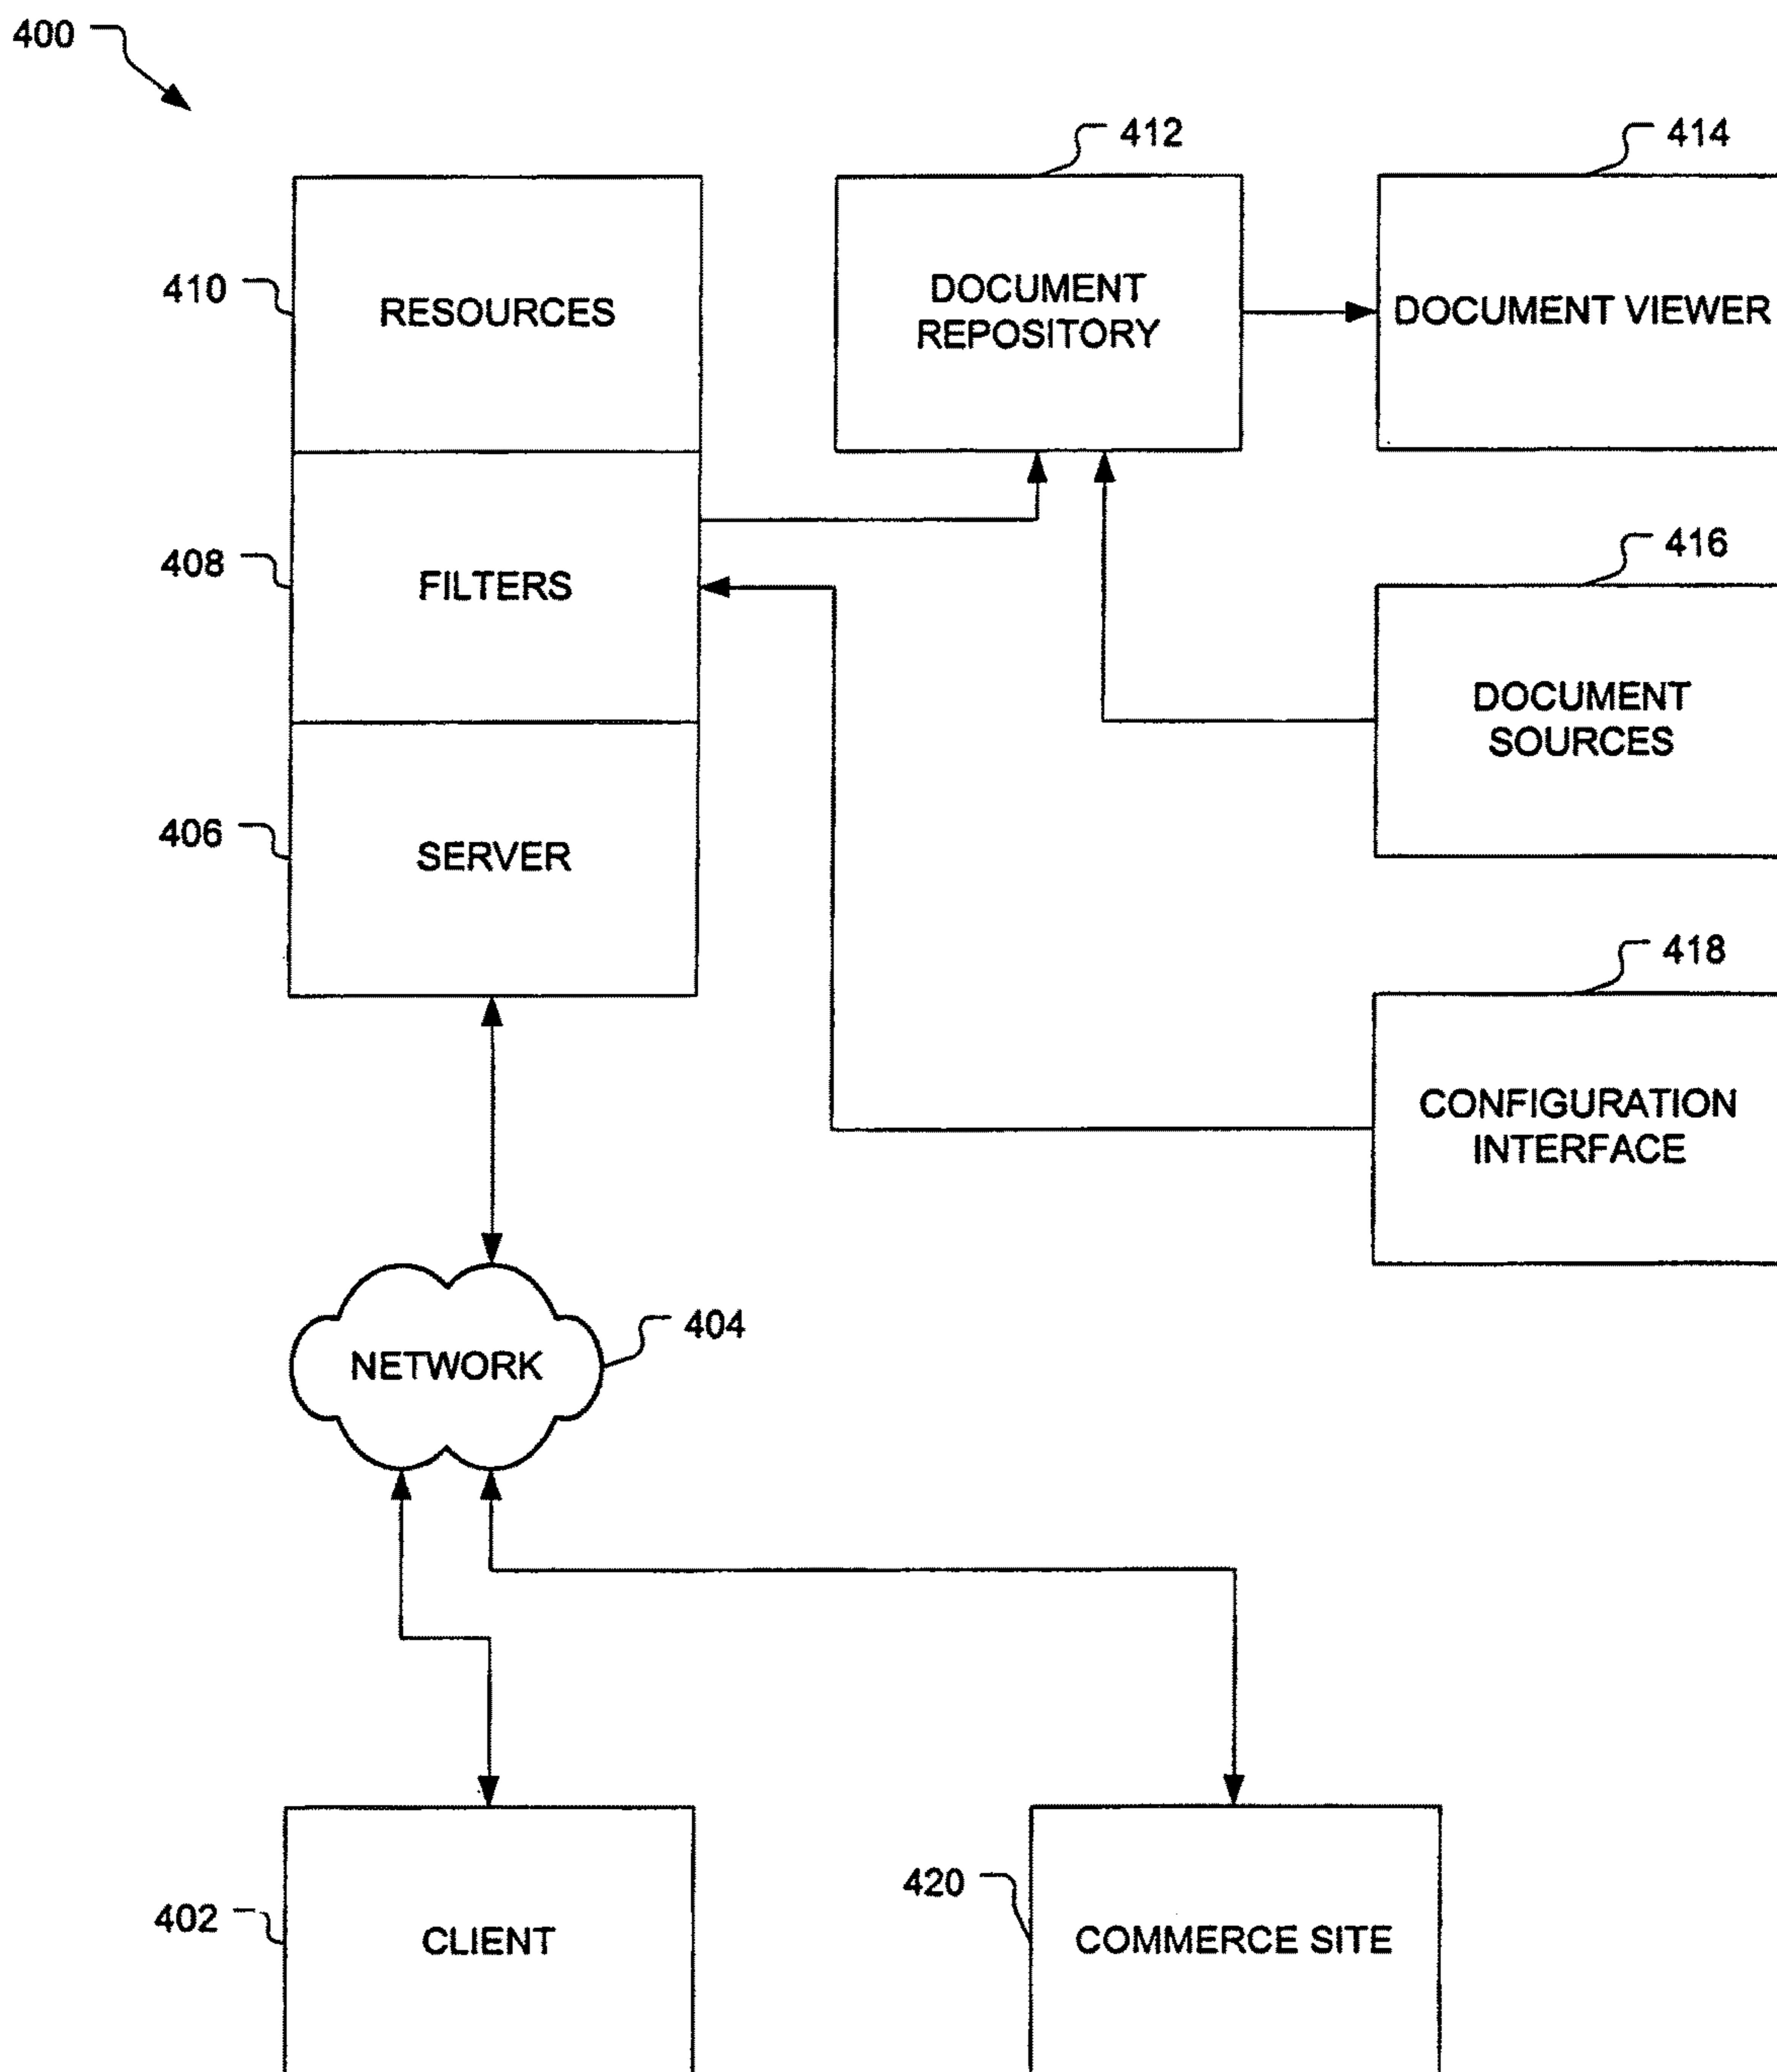 400
412
414
410
RESOURCES
DOCUMENT
REPOSITORY
DOCUMENT VIEWER
408
FILTERS
416
DOCUMENT
SOURCES
406
SERVER
418
CONFIGURATION
INTERFACE
NETWORK
404
402
CLIENT
420
COMMERCE SITE